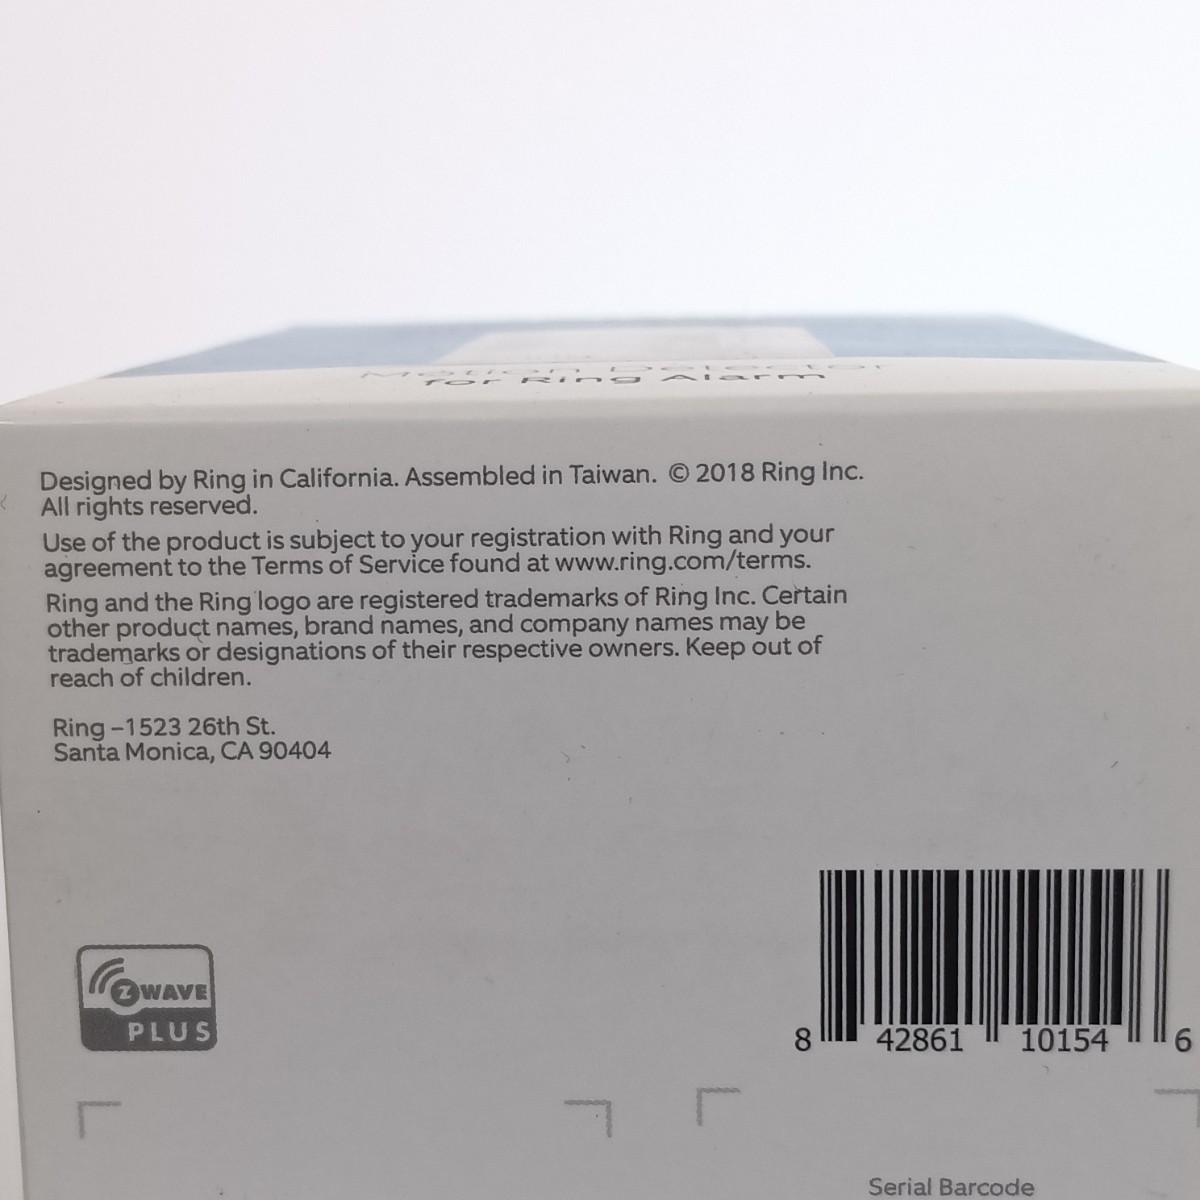 Motion Detector
for Ring Alarm
Designed by Ring in California. Assembled in Taiwan. © 2018 Ring Inc.
All rights reserved.
Use of the product is subject to your registration with Ring and your
agreement to the Terms of Service found at www.ring.com/terms.
Ring and the Ring logo are registered trademarks of Ring Inc. Certain
other product names, brand names, and company names may be
trademarks or designations of their respective owners. Keep out of
reach of children.
Ring –1523 26th St.
Santa Monica, CA 90404
Z WAVE
PLUS
8 42861 10154 6
Serial Barcode